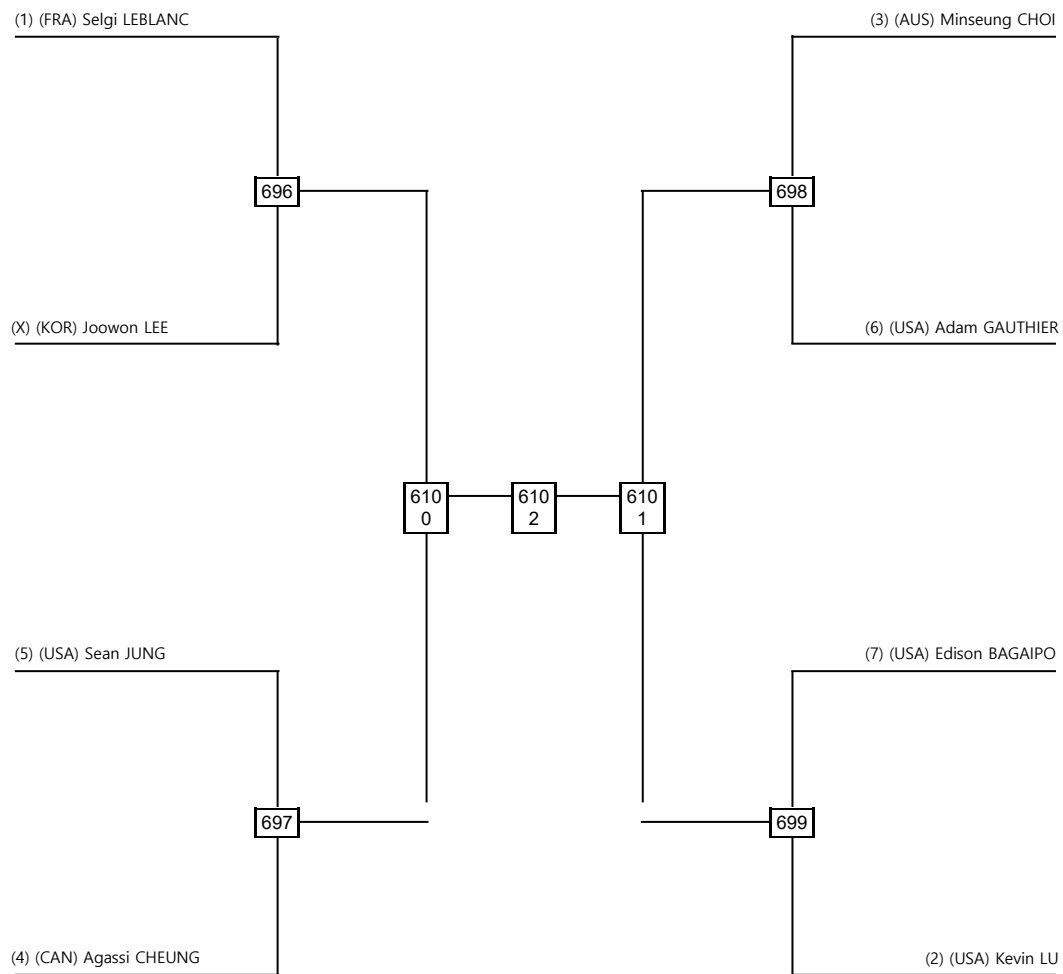 (1) (FRA) Selgi LEBLANC
(3) (AUS) Minseung CHOI
696
698
(X) (KOR) Joowon LEE
(6) (USA) Adam GAUTHIER
610
0
610
2
610
1
(5) (USA) Sean JUNG
(7) (USA) Edison BAGAIPO
697
699
(4) (CAN) Agassi CHEUNG
(2) (USA) Kevin LU